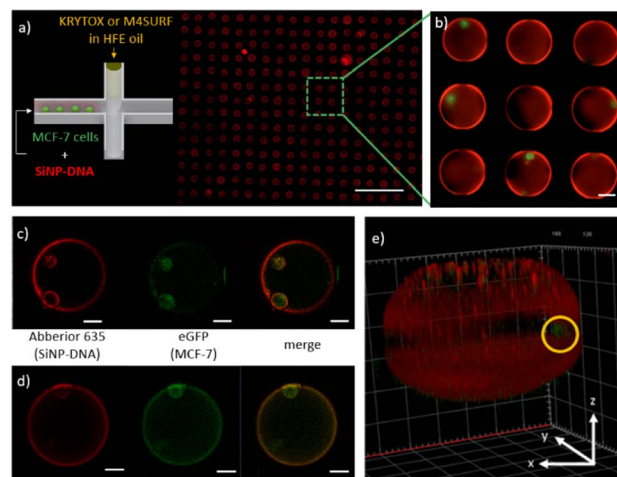 a)
KRYTOX or M4SURF
in HFE oil
MCF-7 cells
+
SiNP-DNA
b)
c)
Abberior 635
(SiNP-DNA)
eGFP
(MCF-7)
merge
d)
e)
z
y
x